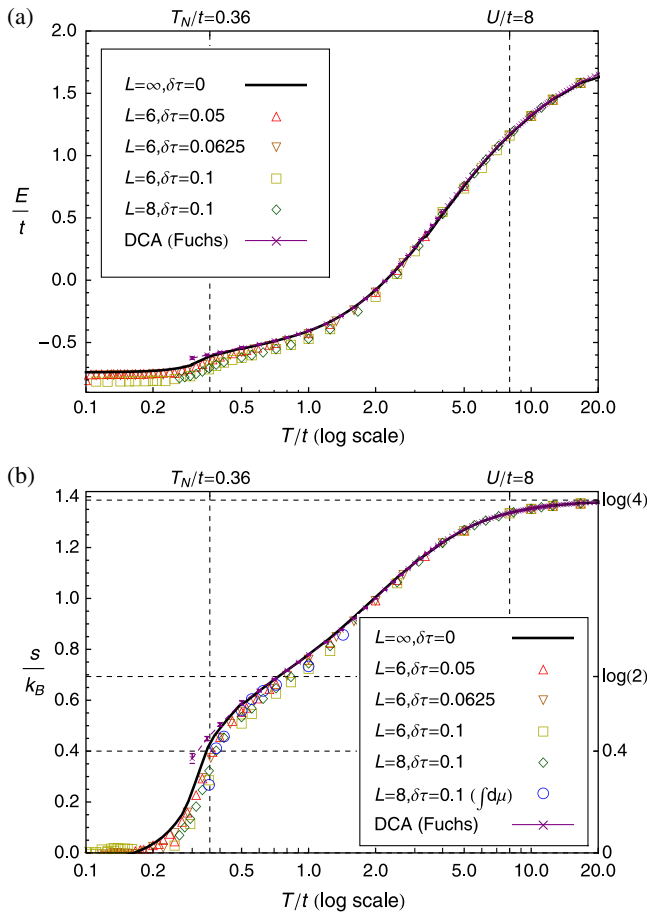 (a)
T_N/t=0.36
U/t=8
2.0
1.5
1.0
0.5
0.0
−0.5
E/t
L=∞,δτ=0
L=6,δτ=0.05
L=6,δτ=0.0625
L=6,δτ=0.1
L=8,δτ=0.1
DCA (Fuchs)
0.1 0.2 0.5 1.0 2.0 5.0 10.0 20.0
T/t (log scale)
(b)
T_N/t=0.36
U/t=8
1.4
1.2
1.0
0.8
0.6
0.4
0.2
0.0
s/k_B
log(4)
log(2)
0.4
0
L=∞,δτ=0
L=6,δτ=0.05
L=6,δτ=0.0625
L=6,δτ=0.1
L=8,δτ=0.1
L=8,δτ=0.1 (∫dμ)
DCA (Fuchs)
0.1 0.2 0.5 1.0 2.0 5.0 10.0 20.0
T/t (log scale)